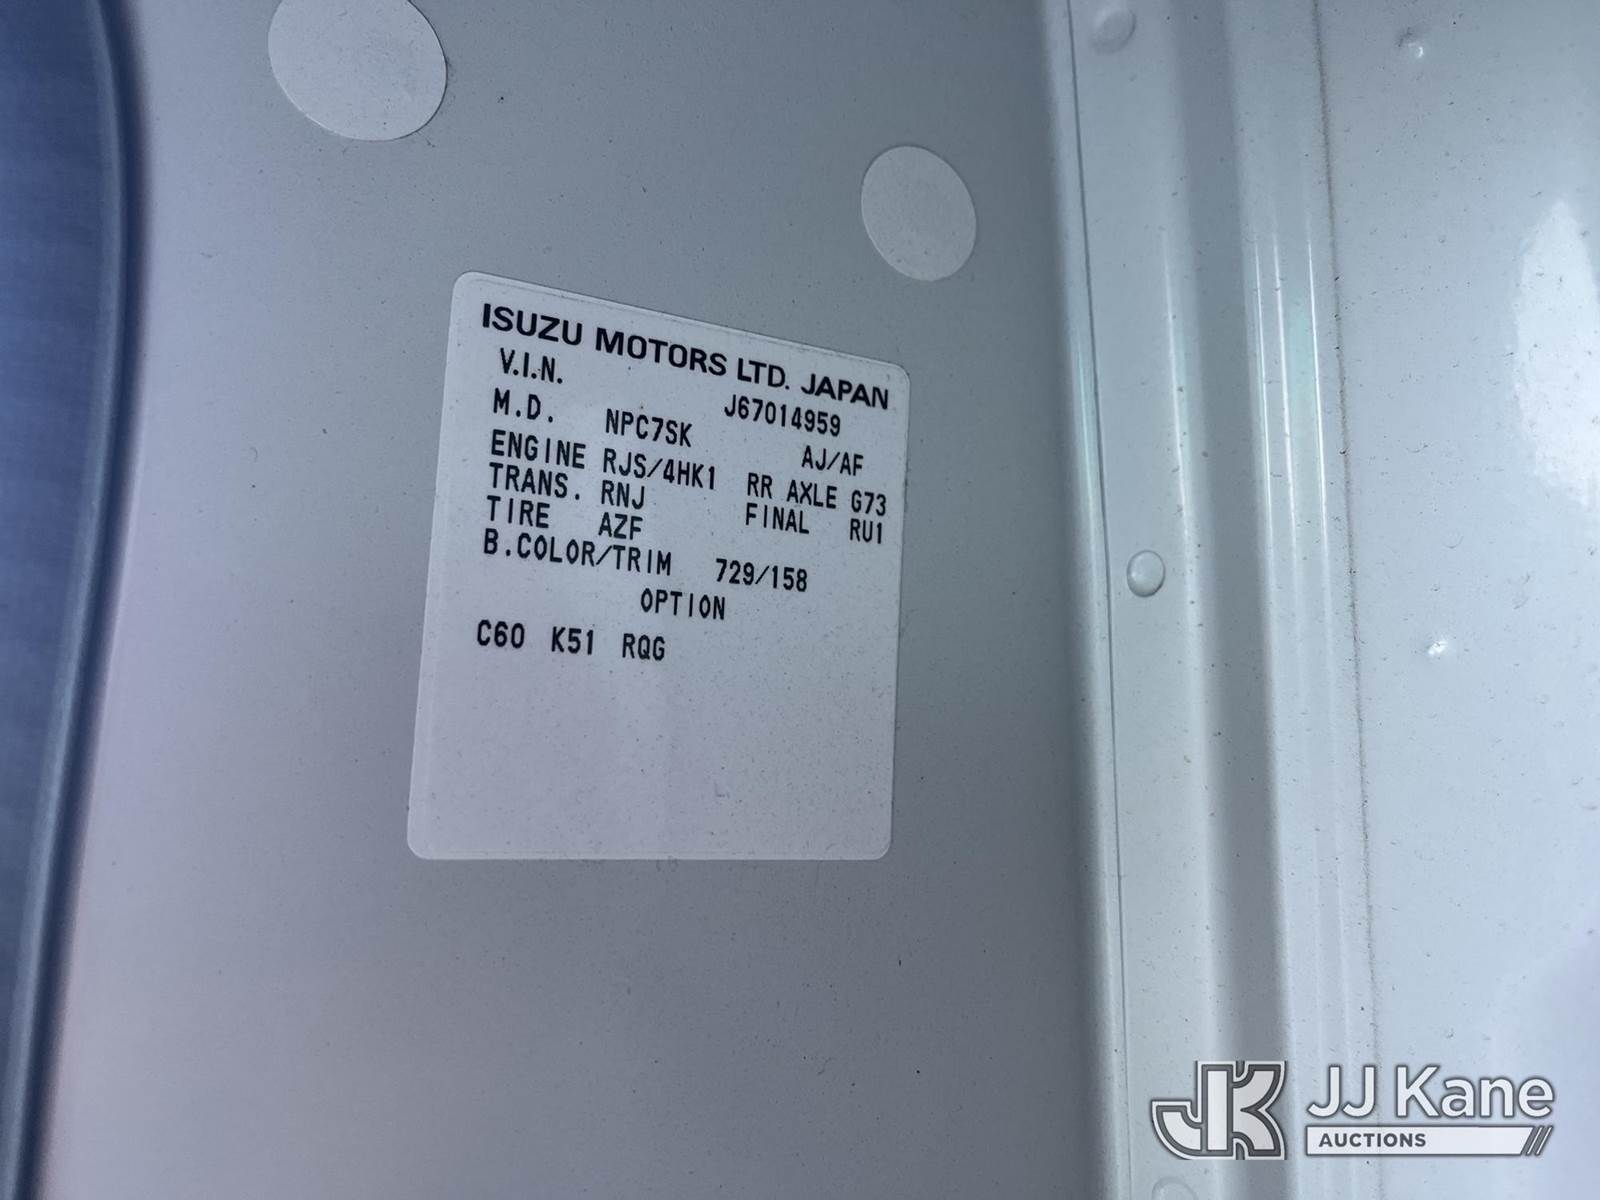 ISUZU MOTORS LTD. JAPAN
V.I.N. J67014959
M.D. NPC7SK AJ/AF
ENGINE RJS/4HK1 RR AXLE G73
TRANS. RNJ FINAL RU1
TIRE AZF
B.COLOR/TRIM 729/158
OPTION
C60 K51 RQG
JK JJ Kane
AUCTIONS